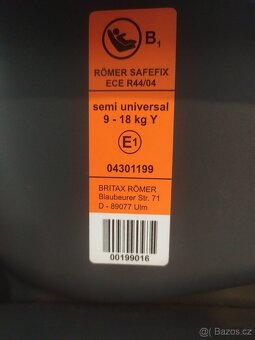 B1
RÖMER SAFEFIX
ECE R44/04
semi universal
9 - 18 kg Y
E1
04301199
BRITAX RÖMER
Blaubeurer Str. 71
D - 89077 Ulm
00199016
Bazoš.cz